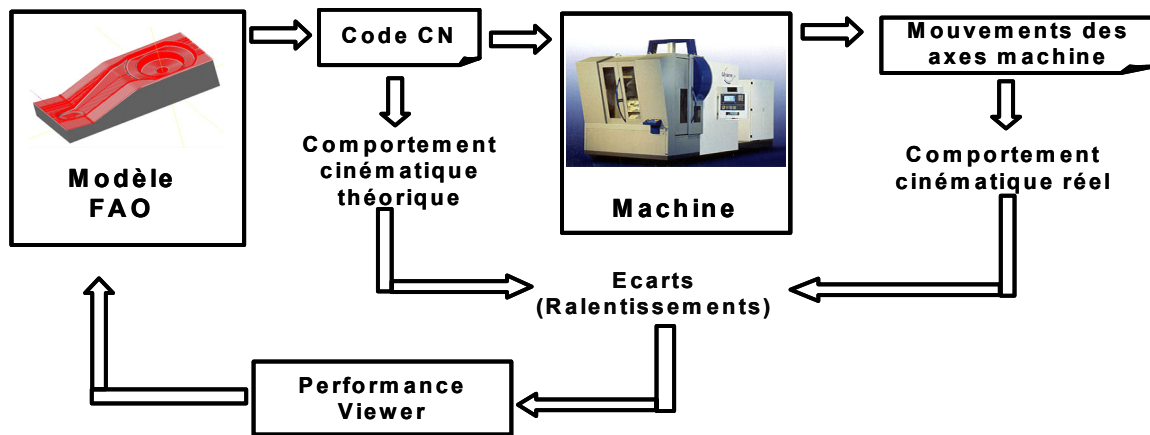 Code CN
Mouvements des
axes machine
Modèle
FAO
Comportement
cinématique
théorique
Machine
Comportement
cinématique réel
Ecarts
(Ralentissements)
Performance
Viewer